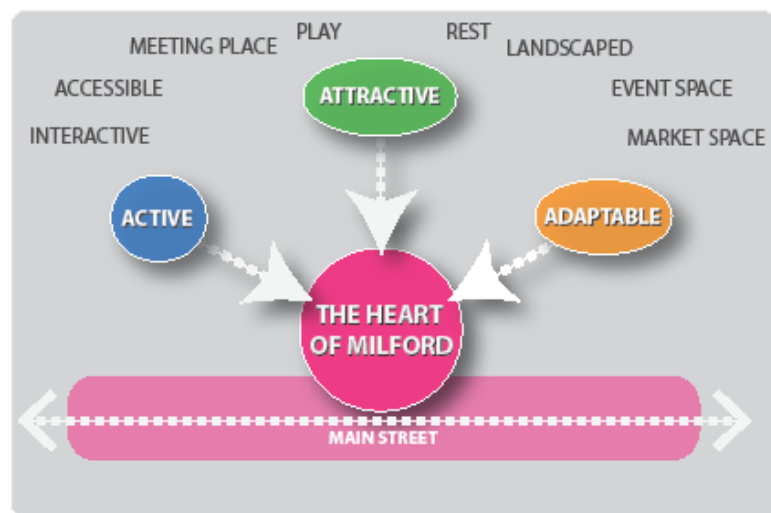 PLAY
REST
MEETING PLACE
LANDSCAPED
ACCESSIBLE
ATTRACTIVE
EVENT SPACE
INTERACTIVE
MARKET SPACE
ACTIVE
ADAPTABLE
THE HEART
OF MILFORD
MAIN STREET